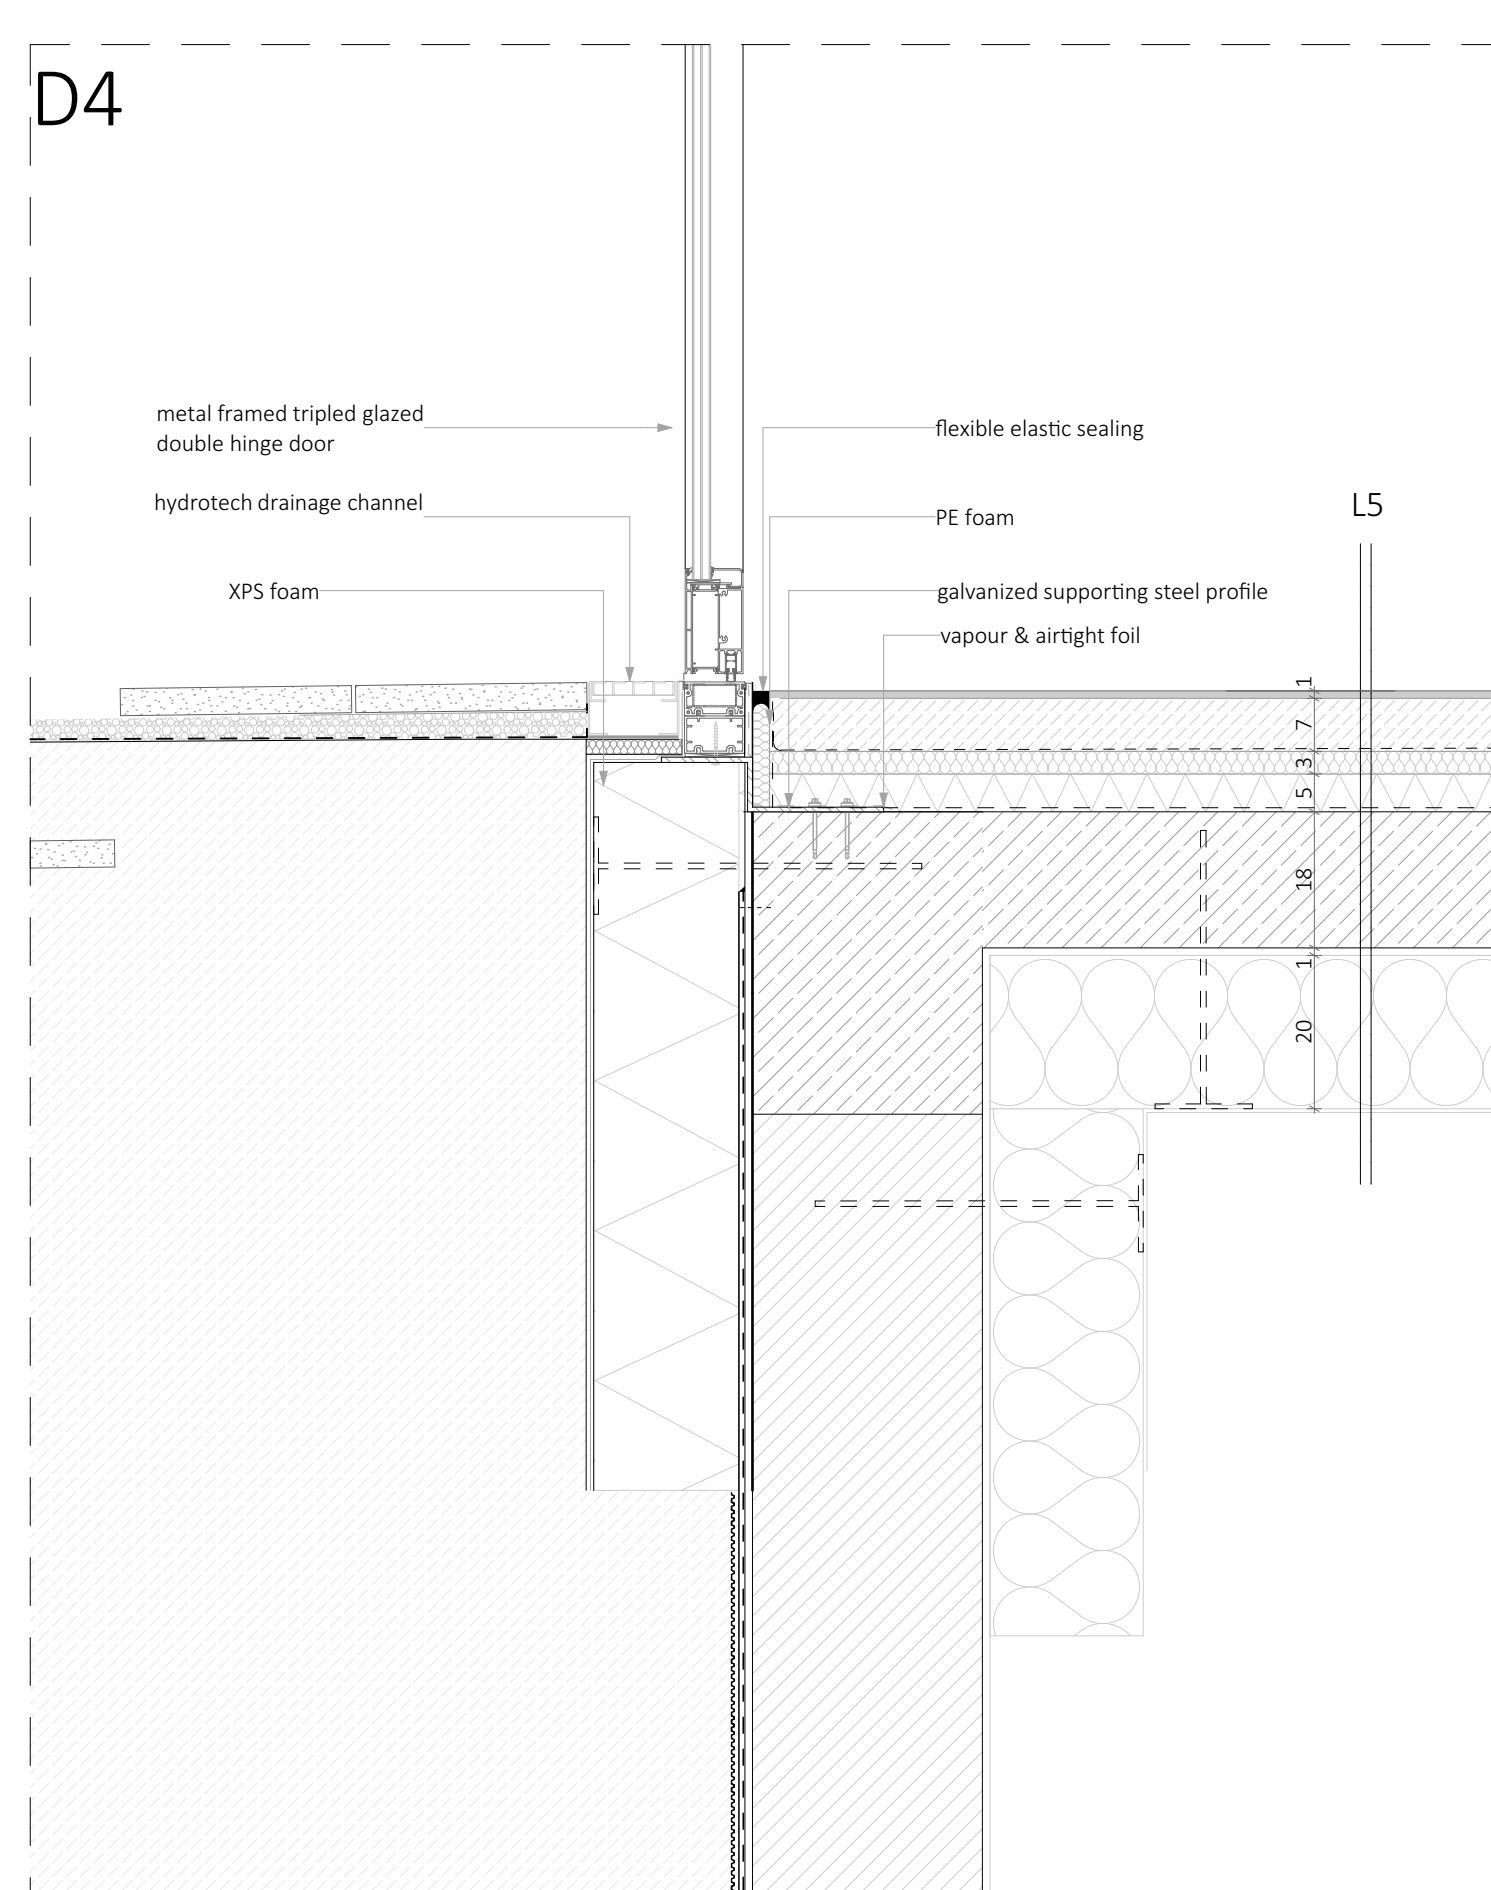 D4
metal framed tripled glazed
double hinge door
flexible elastic sealing
hydrotech drainage channel
PE foam
L5
XPS foam
galvanized supporting steel profile
vapour & airtight foil
1
7
3
5
18
1
20